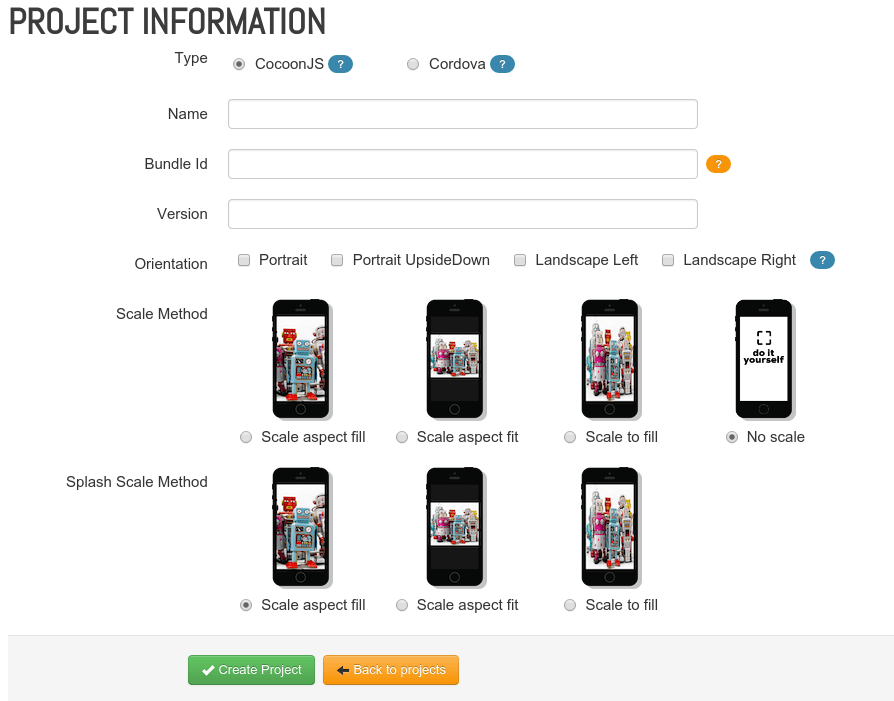 PROJECT INFORMATION
Type CocoonJS ? Cordova ?
Name
Bundle Id ?
Version
Orientation Portrait Portrait UpsideDown Landscape Left Landscape Right ?
Scale Method
do it
yourself
Scale aspect fill Scale aspect fit Scale to fill No scale
Splash Scale Method
Scale aspect fill Scale aspect fit Scale to fill
Create Project Back to projects